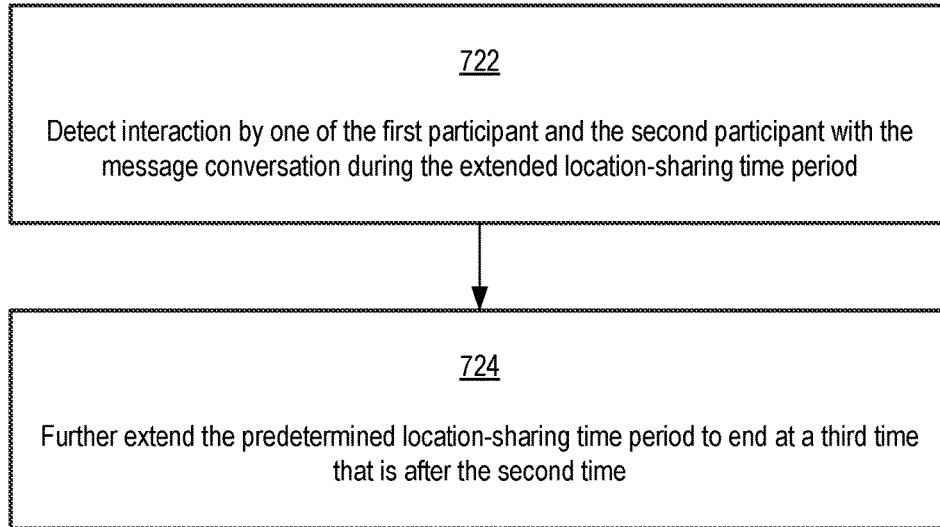 722
Detect interaction by one of the first participant and the second participant with the
message conversation during the extended location-sharing time period
724
Further extend the predetermined location-sharing time period to end at a third time
that is after the second time